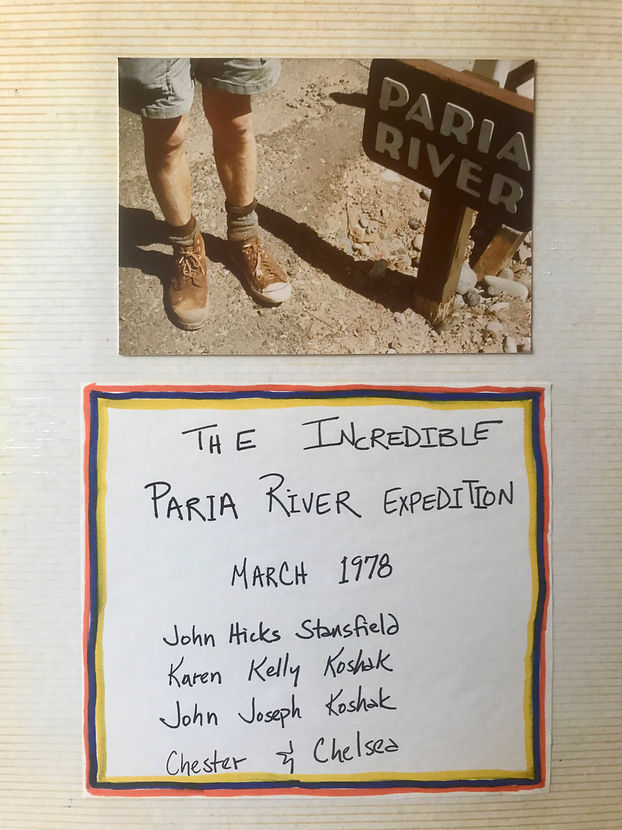 PARIA
RIVER
THE INCREDIBLE
PARIA RIVER EXPEDITION
MARCH 1978
John Hicks Stansfield
Karen Kelly Koshak
John Joseph Koshak
Chester & Chelsea